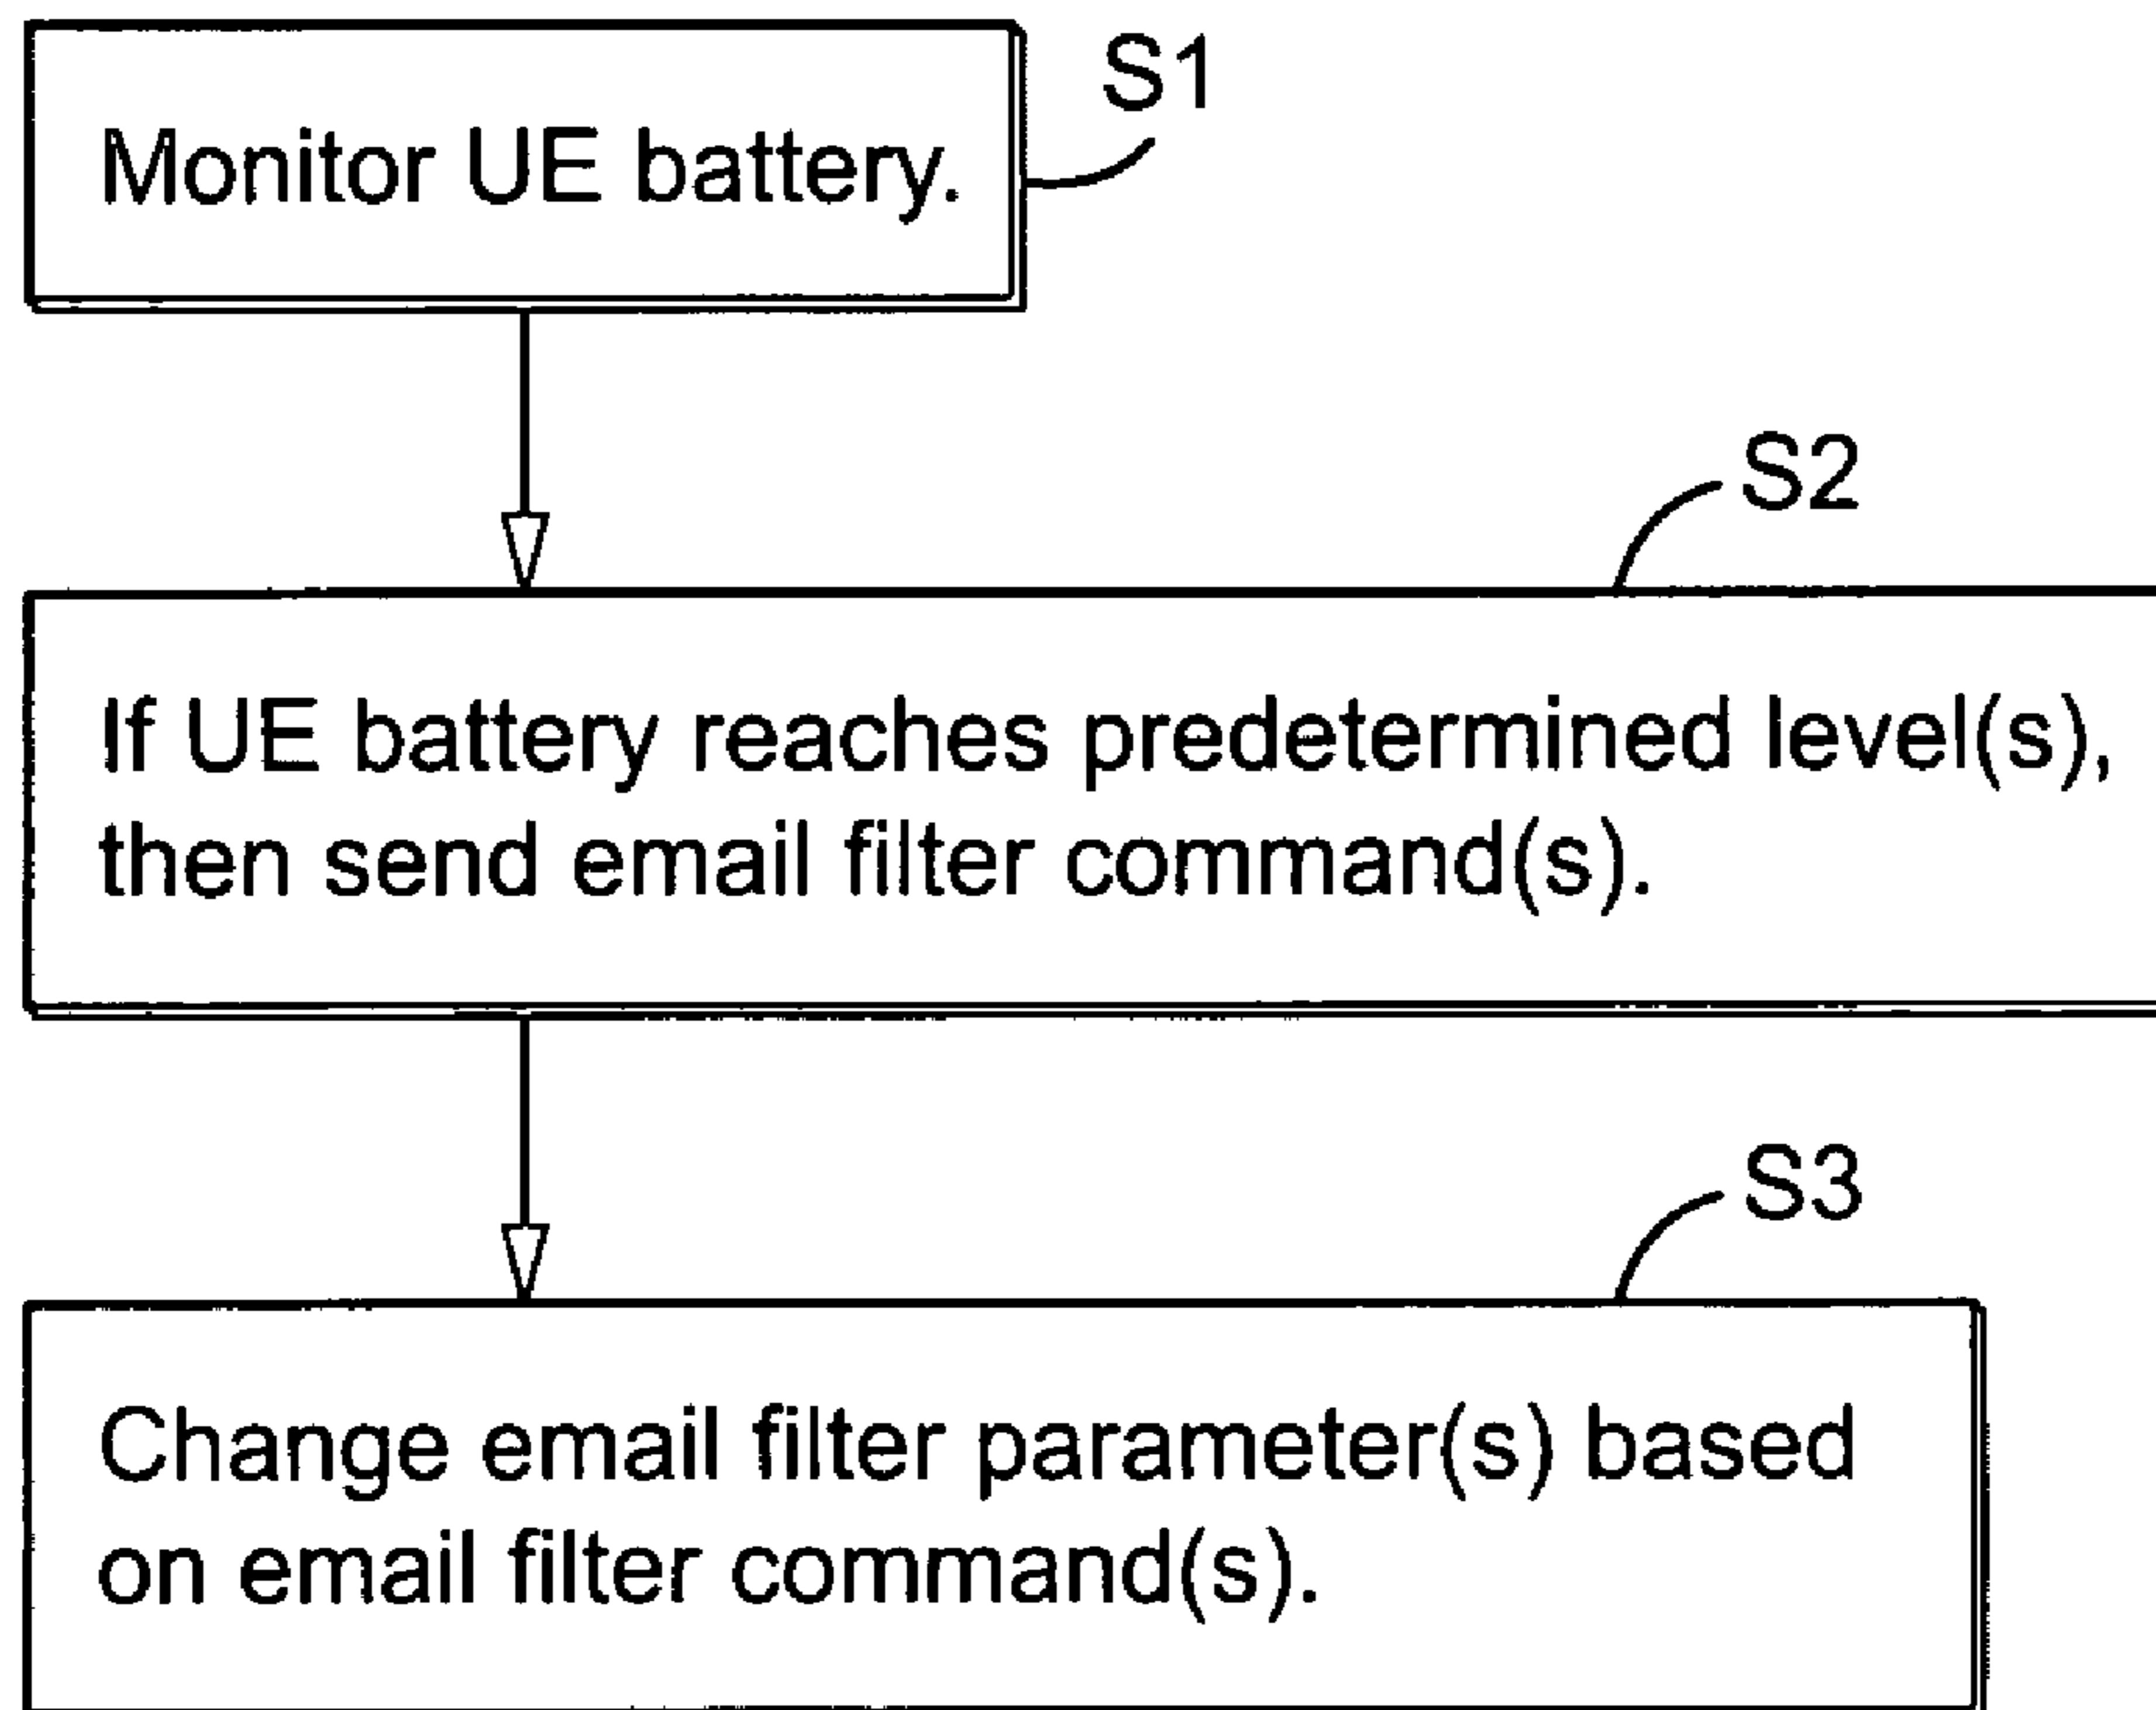 S1
Monitor UE battery.
S2
If UE battery reaches predetermined level(s),
then send email filter command(s).
S3
Change email filter parameter(s) based
on email filter command(s).